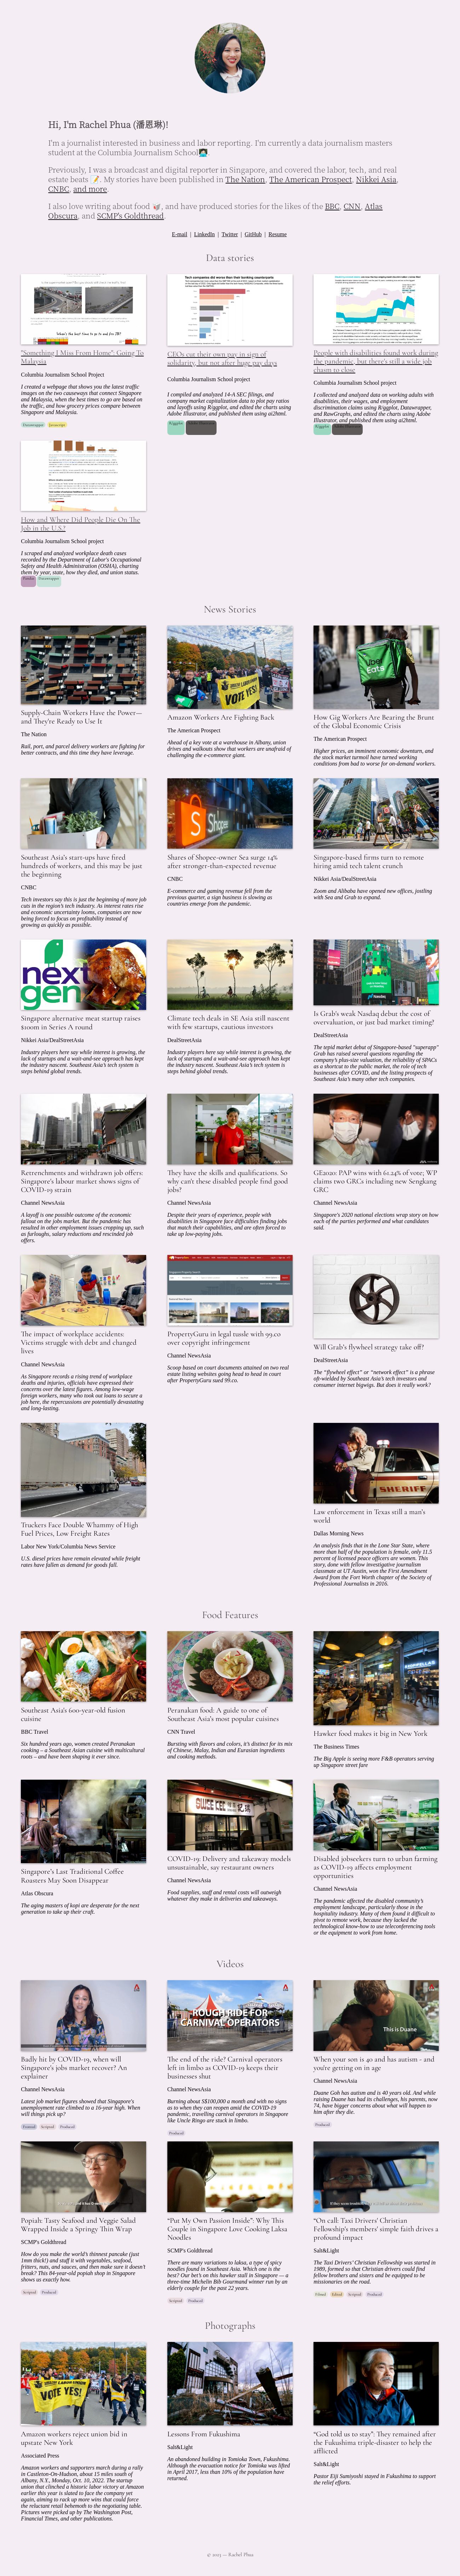 Hi, I'm Rachel Phua (潘恩琳)!
I'm a journalist interested in business and labor reporting. I'm currently a data journalism masters
student at the Columbia Journalism School👩🏻‍💻.
Previously, I was a broadcast and digital reporter in Singapore, and covered the labor, tech, and real
estate beats 📝. My stories have been published in The Nation, The American Prospect, Nikkei Asia,
CNBC, and more.
I also love writing about food 🥡, and have produced stories for the likes of the BBC, CNN, Atlas
Obscura, and SCMP's Goldthread.
E-mail | LinkedIn | Twitter | GitHub | Resume
Data stories
Tech companies did worse than their banking counterparts
"Something I Miss From Home": Going To
Malaysia
Columbia Journalism School Project
I created a webpage that reports on the latest traffic
images on the two causeways that connect Singapore
and Malaysia, when the best times to go are based on
the traffic, and how grocery prices compare between
Singapore and Malaysia.
Datawrapper Javascript
CEOs cut their own pay in sign of
solidarity, but not after huge pay days
Columbia Journalism School project
I compiled and analyzed 14-A SEC filings, and
company market capitalization data to plot pay ratios
and layoffs using R/ggplot, and edited the charts using
Adobe Illustrator, and published them using ai2html.
R/ggplot
People with disabilities found work during
the pandemic, but there's still a wide job
chasm to close
Columbia Journalism School project
I collected and analyzed data on working adults with
disabilities, their wages, and employment
discrimination claims using R/ggplot, Datawrapper,
and RawGraphs, and edited the charts using Adobe
Illustrator, and published them using ai2html.
R/ggplot
How and Where Did People Die On The
Job in the U.S.?
Columbia Journalism School project
I scraped and analyzed workplace death cases
recorded by the Department of Labor's Occupational
Safety and Health Administration (OSHA), charting
them by year, state, how they died, and union status.
Pandas Datawrapper
News Stories
Supply-Chain Workers Have the Power—
and They're Ready to Use It
The Nation
Rail, port, and parcel delivery workers are fighting for
better contracts, and this time they have leverage.
VOTE YES!
Amazon Workers Are Fighting Back
The American Prospect
Ahead of a key vote at a warehouse in Albany, union
drives and walkouts show that workers are unafraid of
challenging the e-commerce giant.
Uber
Eats
How Gig Workers Are Bearing the Brunt
of the Global Economic Crisis
The American Prospect
Higher prices, an imminent economic downturn, and
the stock market turmoil have turned working
conditions from bad to worse for on-demand workers.
Southeast Asia's start-ups have fired
hundreds of workers, and this may be just
the beginning
CNBC
Tech investors say this is just the beginning of more job
cuts in the region's tech industry. As interest rates rise
and economic uncertainty looms, companies are now
being forced to focus on profitability instead of
growing as quickly as possible.
Shopee
Shares of Shopee-owner Sea surge 14%
after stronger-than-expected revenue
CNBC
E-commerce and gaming revenue fell from the
previous quarter, a sign business is slowing as
countries emerge from the pandemic.
Singapore-based firms turn to remote
hiring amid tech talent crunch
Nikkei Asia/DealStreetAsia
Zoom and Alibaba have opened new offices, jostling
with Sea and Grab to expand.
next
gen
Singapore alternative meat startup raises
$100m in Series A round
Nikkei Asia/DealStreetAsia
Industry players here say while interest is growing, the
lack of startups and a wait-and-see approach has kept
the industry nascent. Southeast Asia's tech system is
steps behind global trends.
Climate tech deals in SE Asia still nascent
with few startups, cautious investors
DealStreetAsia
Industry players here say while interest is growing, the
lack of startups and a wait-and-see approach has kept
the industry nascent. Southeast Asia's tech system is
steps behind global trends.
Is Grab's weak Nasdaq debut the cost of
overvaluation, or just bad market timing?
DealStreetAsia
The tepid market debut of Singapore-based "superapp"
Grab has raised several questions regarding the
company's plus-size valuation, the reliability of SPACs
as a shortcut to the public market, the role of tech
businesses after COVID, and the listing prospects of
Southeast Asia's many other tech companies.
Retrenchments and withdrawn job offers:
Singapore's labour market shows signs of
COVID-19 strain
Channel NewsAsia
A layoff is one possible outcome of the economic
fallout on the jobs market. But the pandemic has
resulted in other employment issues cropping up, such
as furloughs, salary reductions and rescinded job
offers.
They have the skills and qualifications. So
why can't these disabled people find good
jobs?
Channel NewsAsia
Despite their years of experience, people with
disabilities in Singapore face difficulties finding jobs
that match their capabilities, and are often forced to
take up low-paying jobs.
GE2020: PAP wins with 61.24% of vote; WP
claims two GRCs including new Sengkang
GRC
Channel NewsAsia
Singapore's 2020 national elections wrap story on how
each of the parties performed and what candidates
said.
The impact of workplace accidents:
Victims struggle with debt and changed
lives
Channel NewsAsia
As Singapore records a rising trend of workplace
deaths and injuries, officials have expressed their
concerns over the latest figures. Among low-wage
foreign workers, many who took out loans to secure a
job here, the repercussions are potentially devastating
and long-lasting.
PropertyGuru in legal tussle with 99.co
over copyright infringement
Channel NewsAsia
Scoop based on court documents attained on two real
estate listing websites going head to head in court
after PropertyGuru sued 99.co.
Will Grab's flywheel strategy take off?
DealStreetAsia
The "flywheel effect" or "network effect" is a phrase
oft-wielded by Southeast Asia's tech investors and
consumer internet bigwigs. But does it really work?
Truckers Face Double Whammy of High
Fuel Prices, Low Freight Rates
Labor New York/Columbia News Service
U.S. diesel prices have remain elevated while freight
rates have fallen as demand for goods fall.
SHERIFF
Law enforcement in Texas still a man's
world
Dallas Morning News
An analysis finds that in the Lone Star State, where
more than half of the population is female, only 11.5
percent of licensed peace officers are women. This
story, done with fellow investigative journalism
classmate at UT Austin, won the First Amendment
Award from the Fort Worth chapter of the Society of
Professional Journalists in 2016.
Food Features
Southeast Asia's 600-year-old fusion
cuisine
BBC Travel
Six hundred years ago, women created Peranakan
cooking – a Southeast Asian cuisine with multicultural
roots – and have been shaping it ever since.
Peranakan food: A guide to one of
Southeast Asia's most popular cuisines
CNN Travel
Bursting with flavors and colors, it's distinct for its mix
of Chinese, Malay, Indian and Eurasian ingredients
and cooking methods.
Hawker food makes it big in New York
The Business Times
The Big Apple is seeing more F&B operators serving
up Singapore street fare
Singapore's Last Traditional Coffee
Roasters May Soon Disappear
Atlas Obscura
The aging masters of kopi are desperate for the next
generation to take up their craft.
COVID-19: Delivery and takeaway models
unsustainable, say restaurant owners
Channel NewsAsia
Food supplies, staff and rental costs will outweigh
whatever they make in deliveries and takeaways.
Disabled jobseekers turn to urban farming
as COVID-19 affects employment
opportunities
Channel NewsAsia
The pandemic affected the disabled community's
employment landscape, particularly those in the
hospitality industry. Many of them found it difficult to
pivot to remote work, because they lacked the
technological know-how to use teleconferencing tools
or the equipment to work from home.
Videos
Badly hit by COVID-19, when will
Singapore's jobs market recover? An
explainer
Channel NewsAsia
Latest job market figures showed that Singapore's
unemployment rate climbed to a 16-year high. When
will things pick up?
Fronted Scripted Produced
ROUGH RIDE FOR
CARNIVAL OPERATORS
The end of the ride? Carnival operators
left in limbo as COVID-19 keeps their
businesses shut
Channel NewsAsia
Burning about S$100,000 a month and with no signs
as to when they can reopen amid the COVID-19
pandemic, travelling carnival operators in Singapore
like Uncle Ringo are stuck in limbo.
Produced
This is Duane
When your son is 40 and has autism - and
you're getting on in age
Channel NewsAsia
Duane Goh has autism and is 40 years old. And while
raising Duane has had its challenges, his parents, now
74, have bigger concerns about what will happen to
him after they die.
Produced
Popiah: Tasty Seafood and Veggie Salad
Wrapped Inside a Springy Thin Wrap
SCMP's Goldthread
How do you make the world's thinnest pancake (just
1mm thick!) and stuff it with vegetables, seafood,
fritters, nuts, and sauces, and then make sure it doesn't
break? This 84-year-old popiah shop in Singapore
shows us exactly how.
Scripted Produced
"Put My Own Passion Inside": Why This
Couple in Singapore Love Cooking Laksa
Noodles
SCMP's Goldthread
There are many variations to laksa, a type of spicy
noodles found in Southeast Asia. Which one is the
best? Our bet's on this hawker stall in Singapore — a
three-time Michelin Bib Gourmand winner run by an
elderly couple for the past 22 years.
Scripted Produced
"On call: Taxi Drivers' Christian
Fellowship's members' simple faith drives a
profound impact
Salt&Light
The Taxi Drivers' Christian Fellowship was started in
1989, formed so that Christian drivers could find
fellow brothers and sisters and be equipped to be
missionaries on the road.
Filmed Edited Scripted Produced
Photographs
VOTE YES!
Amazon workers reject union bid in
upstate New York
Associated Press
Amazon workers and supporters march during a rally
in Castleton-On-Hudson, about 15 miles south of
Albany, N.Y., Monday, Oct. 10, 2022. The startup
union that clinched a historic labor victory at Amazon
earlier this year is slated to face the company yet
again, aiming to rack up more wins that could force
the reluctant retail behemoth to the negotiating table.
Pictures were picked up by The Washington Post,
Financial Times, and other publications.
Lessons From Fukushima
Salt&Light
An abandoned building in Tomioka Town, Fukushima.
Although the evacuation notice for Tomioka was lifted
in April 2017, less than 10% of the population have
returned.
"God told us to stay": They remained after
the Fukushima triple-disaster to help the
afflicted
Salt&Light
Pastor Eiji Sumiyoshi stayed in Fukushima to support
the relief efforts.
© 2023 — Rachel Phua